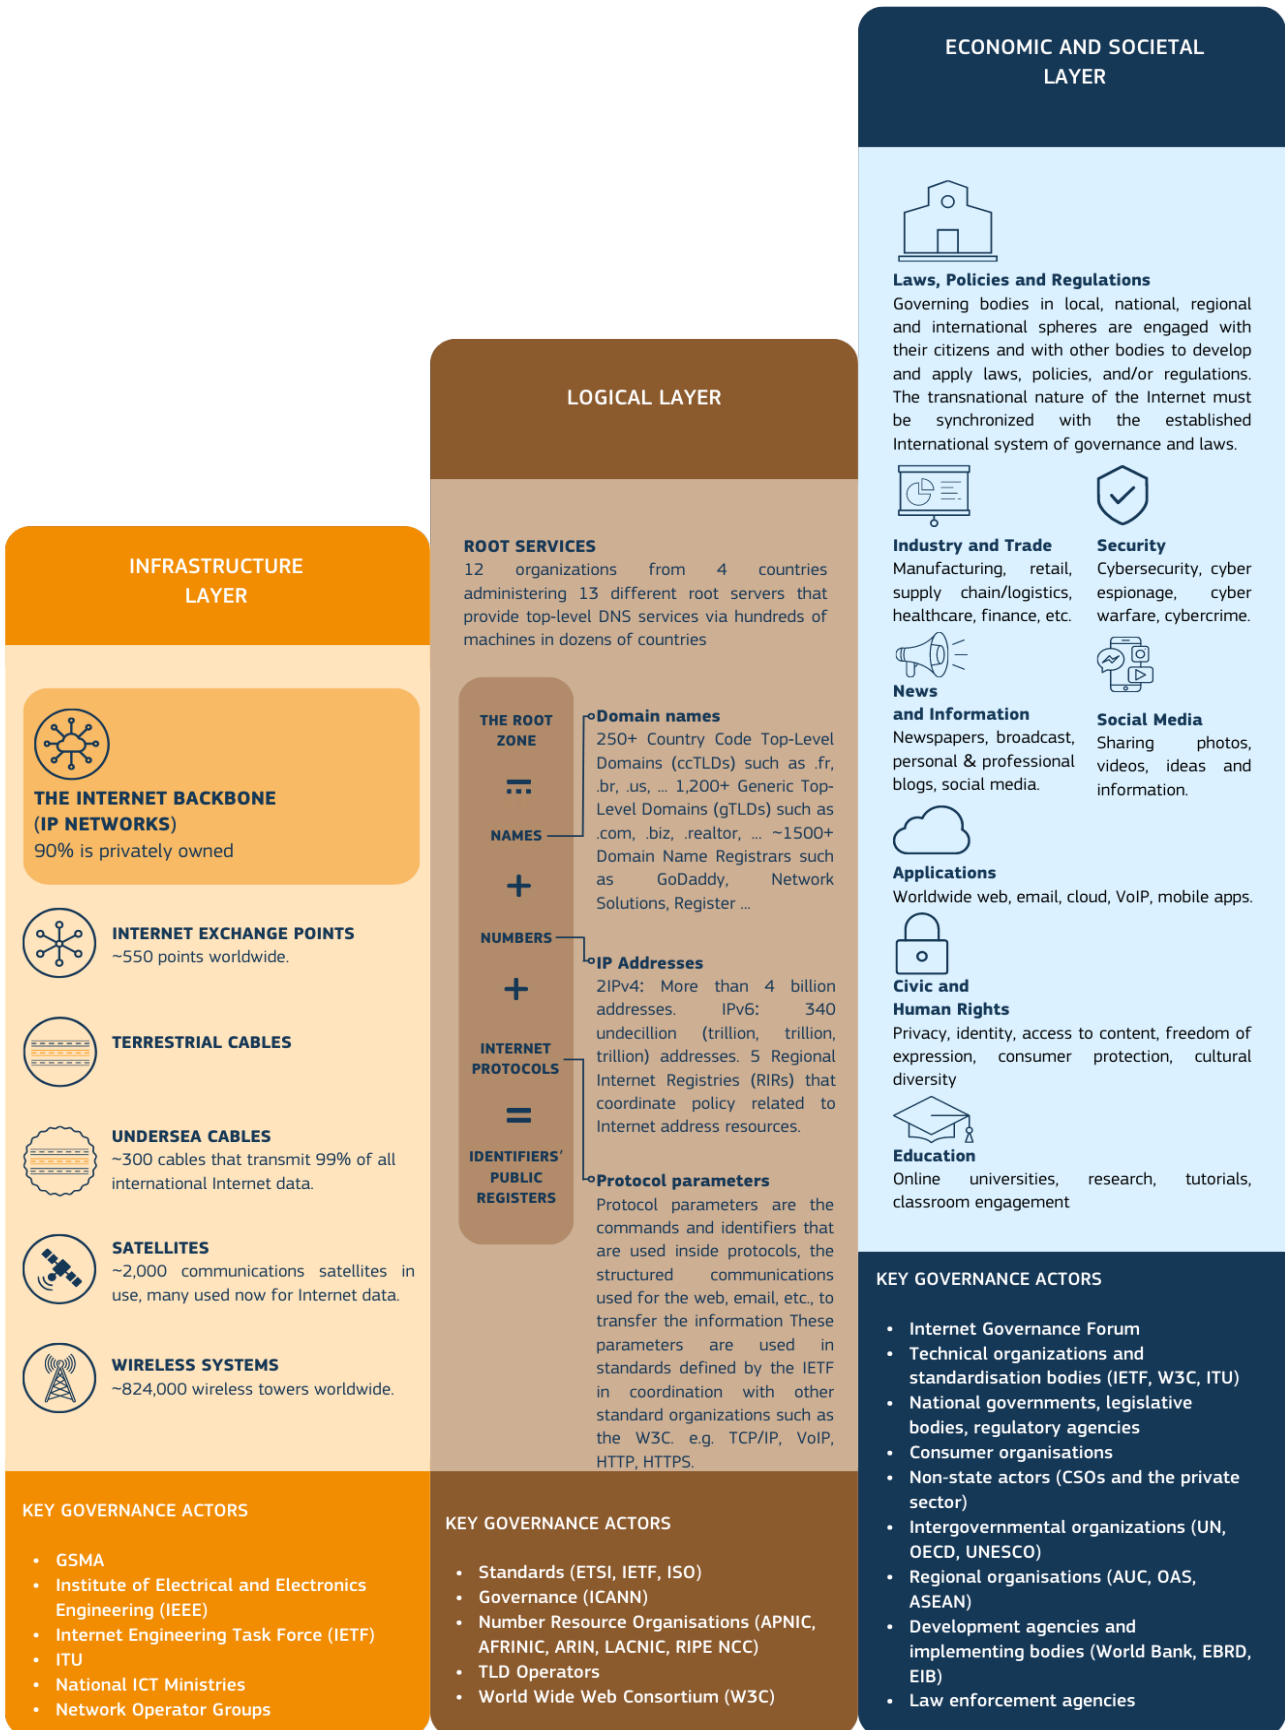 ECONOMIC AND SOCIETAL
LAYER
Laws, Policies and Regulations
Governing bodies in local, national, regional
and international spheres are engaged with
their citizens and with other bodies to develop
and apply laws, policies, and/or regulations.
The transnational nature of the Internet must
be synchronized with the established
International system of governance and laws.
Industry and Trade
Manufacturing, retail,
supply chain/logistics,
healthcare, finance, etc.
Security
Cybersecurity, cyber
espionage, cyber
warfare, cybercrime.
News
and Information
Newspapers, broadcast,
personal & professional
blogs, social media.
Social Media
Sharing photos,
videos, ideas and
information.
Applications
Worldwide web, email, cloud, VoIP, mobile apps.
Civic and
Human Rights
Privacy, identity, access to content, freedom of
expression, consumer protection, cultural
diversity
Education
Online universities, research, tutorials,
classroom engagement
KEY GOVERNANCE ACTORS
• Internet Governance Forum
• Technical organizations and
standardisation bodies (IETF, W3C, ITU)
• National governments, legislative
bodies, regulatory agencies
• Consumer organisations
• Non-state actors (CSOs and the private
sector)
• Intergovernmental organizations (UN,
OECD, UNESCO)
• Regional organisations (AUC, OAS,
ASEAN)
• Development agencies and
implementing bodies (World Bank, EBRD,
EIB)
• Law enforcement agencies
LOGICAL LAYER
ROOT SERVICES
12 organizations from 4 countries
administering 13 different root servers that
provide top-level DNS services via hundreds of
machines in dozens of countries
THE ROOT
ZONE
NAMES
+
NUMBERS
+
INTERNET
PROTOCOLS
=
IDENTIFIERS'
PUBLIC
REGISTERS
Domain names
250+ Country Code Top-Level
Domains (ccTLDs) such as .fr,
.br, .us, ... 1,200+ Generic Top-
Level Domains (gTLDs) such as
.com, .biz, .realtor, ... ~1500+
Domain Name Registrars such
as GoDaddy, Network
Solutions, Register ...
IP Addresses
2IPv4: More than 4 billion
addresses. IPv6: 340
undecillion (trillion, trillion,
trillion) addresses. 5 Regional
Internet Registries (RIRs) that
coordinate policy related to
Internet address resources.
Protocol parameters
Protocol parameters are the
commands and identifiers that
are used inside protocols, the
structured communications
used for the web, email, etc., to
transfer the information These
parameters are used in
standards defined by the IETF
in coordination with other
standard organizations such as
the W3C. e.g. TCP/IP, VoIP,
HTTP, HTTPS.
KEY GOVERNANCE ACTORS
• Standards (ETSI, IETF, ISO)
• Governance (ICANN)
• Number Resource Organisations (APNIC,
AFRINIC, ARIN, LACNIC, RIPE NCC)
• TLD Operators
• World Wide Web Consortium (W3C)
INFRASTRUCTURE
LAYER
THE INTERNET BACKBONE
(IP NETWORKS)
90% is privately owned
INTERNET EXCHANGE POINTS
~550 points worldwide.
TERRESTRIAL CABLES
UNDERSEA CABLES
~300 cables that transmit 99% of all
international Internet data.
SATELLITES
~2,000 communications satellites in
use, many used now for Internet data.
WIRELESS SYSTEMS
~824,000 wireless towers worldwide.
KEY GOVERNANCE ACTORS
• GSMA
• Institute of Electrical and Electronics
Engineering (IEEE)
• Internet Engineering Task Force (IETF)
• ITU
• National ICT Ministries
• Network Operator Groups